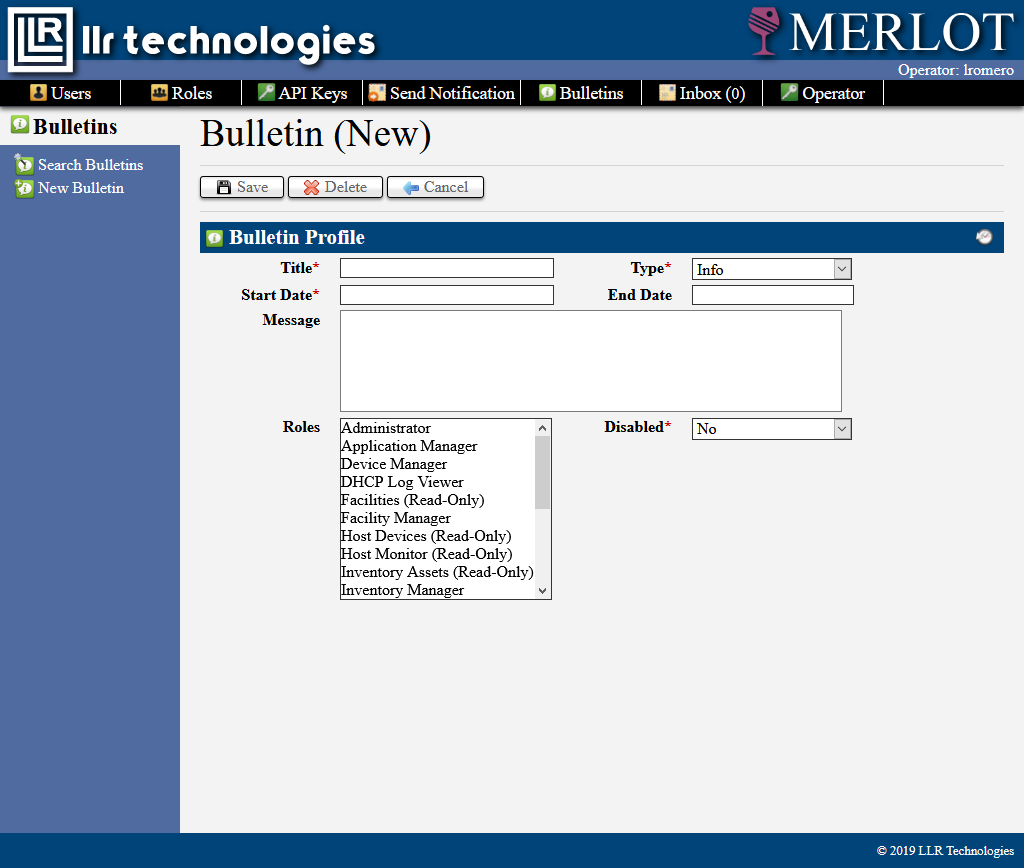 LLR llr technologies
MERLOT
Operator: lromero
Users Roles API Keys Send Notification Bulletins Inbox (0) Operator
Bulletins
Search Bulletins
New Bulletin
Bulletin (New)
Save Delete Cancel
Bulletin Profile
Title* Type* Info
Start Date* End Date
Message
Roles
Administrator
Application Manager
Device Manager
DHCP Log Viewer
Facilities (Read-Only)
Facility Manager
Host Devices (Read-Only)
Host Monitor (Read-Only)
Inventory Assets (Read-Only)
Inventory Manager
Disabled* No
© 2019 LLR Technologies